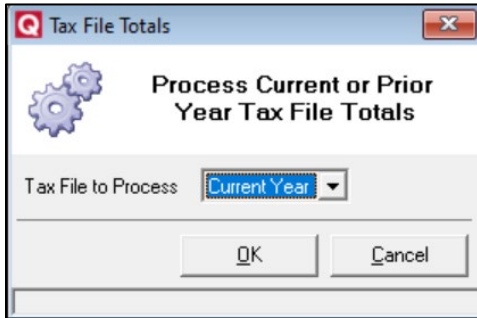 Q Tax File Totals
Process Current or Prior
Year Tax File Totals
Tax File to Process Current Year
OK Cancel